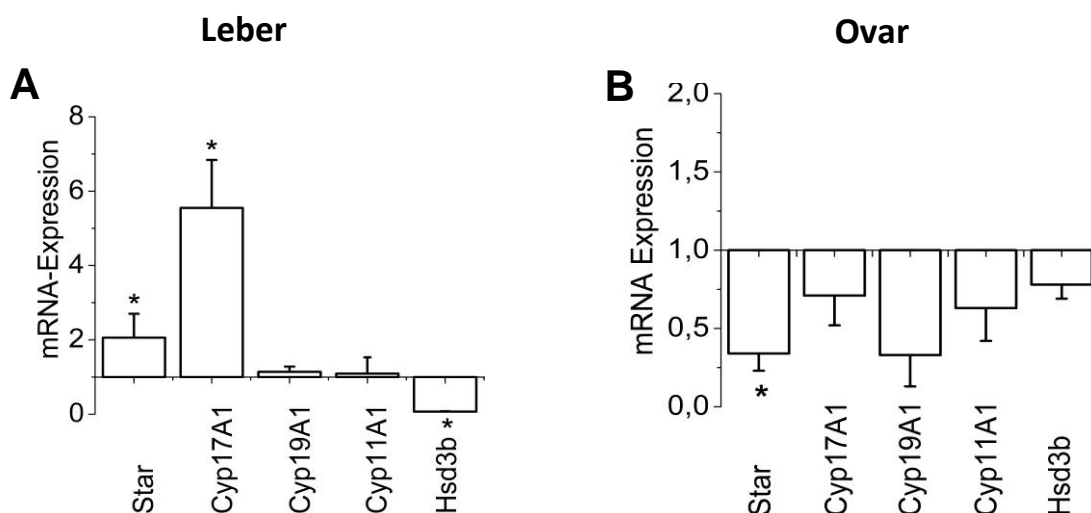 Leber
A
mRNA-Expression
8
6
4
2
0
*
*
*
Star
Cyp17A1
Cyp19A1
Cyp11A1
Hsd3b
Ovar
B
mRNA Expression
2,0
1,5
1,0
0,5
0,0
*
Star
Cyp17A1
Cyp19A1
Cyp11A1
Hsd3b